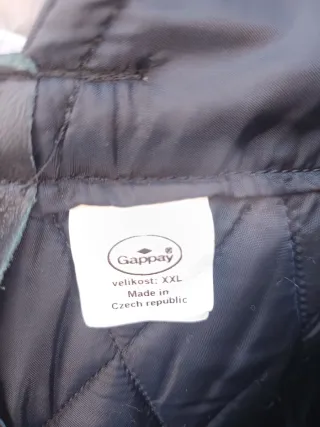 Gappay®
velikost: XXL
Made in
Czech republic